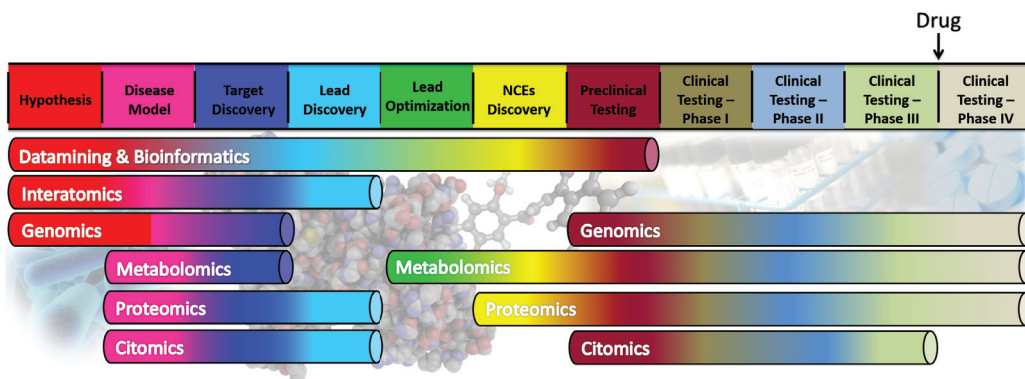 Drug
Hypothesis
Disease
Model
Target
Discovery
Lead
Discovery
Lead
Optimization
NCEs
Discovery
Preclinical
Testing
Clinical
Testing –
Phase I
Clinical
Testing –
Phase II
Clinical
Testing –
Phase III
Clinical
Testing –
Phase IV
Datamining & Bioinformatics
Interatomics
Genomics
Genomics
Metabolomics
Metabolomics
Proteomics
Proteomics
Citomics
Citomics